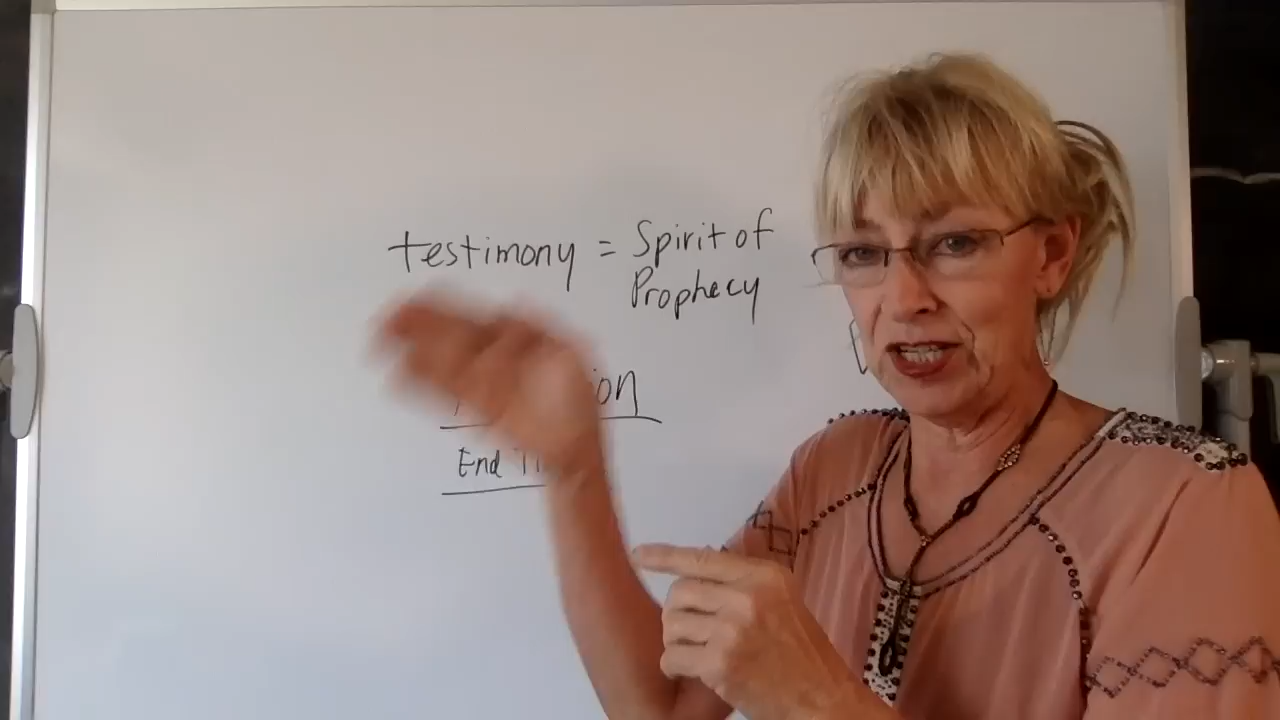 testimony = Spirit of
Prophecy
End